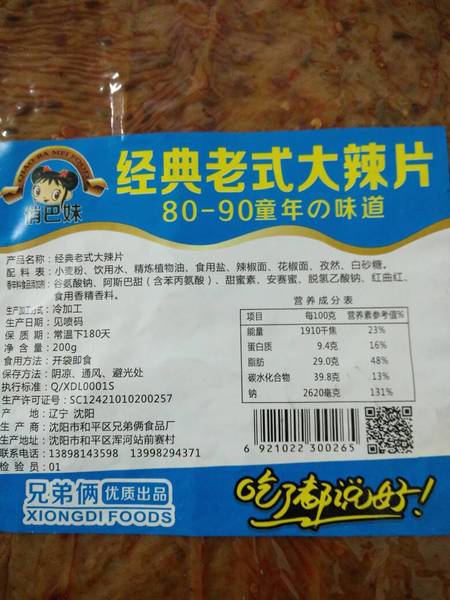 QIAO BA MEI FOODS
俏巴妹
经典老式大辣片
80-90童年の味道
产品名称：经典老式大辣片
配 料 表：小麦粉、饮用水、精炼植物油、食用盐、辣椒面、花椒面、孜然、白砂糖。
谷氨酸钠、阿斯巴甜（含苯丙氨酸）、甜蜜素、安赛蜜、脱氢乙酸钠、红曲红、
食用香精香料。
生产加工方式：冷加工
生产日期：见喷码
保 质 期：常温下180天
净 含 量：200g
食用方法：开袋即食
保存方法：阴凉、通风、避光处
执行标准：Q/XDL0001S
生产许可证号：SC12421010200257
产 地：辽宁 沈阳
生 产 商：沈阳市和平区兄弟俩食品厂
生产地址：沈阳市和平区浑河站前寨村
联系电话：13898143598 13998294371
检 验 员：01
营养成分表
项目 每100克 营养素参考值%
能量 1910千焦 23%
蛋白质 9.4克 16%
脂肪 29.0克 48%
碳水化合物 39.8克 13%
钠 2620毫克 131%
6 921022 300265
兄弟俩 优质出品
XIONGDI FOODS
吃了都说好！